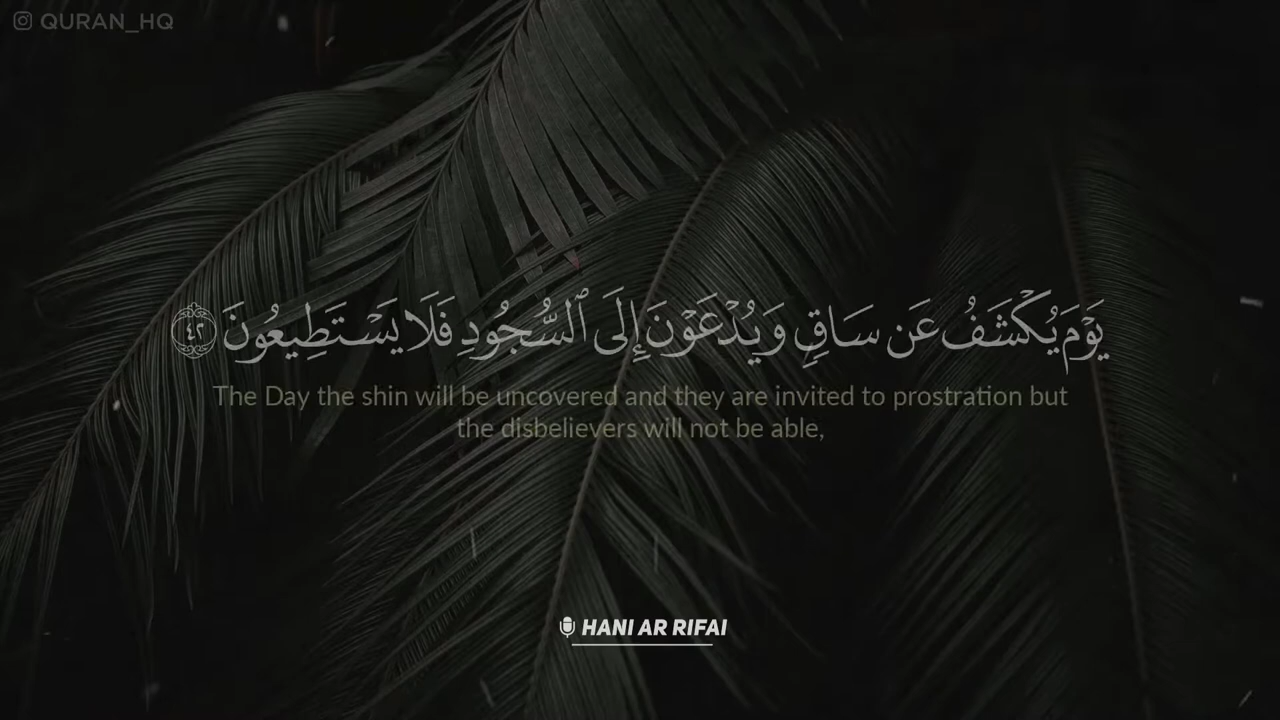 QURAN_HQ
يَوْمَ يُكْشَفُ عَن سَاقٍ وَيُدْعَوْنَ إِلَى ٱلسُّجُودِ فَلَا يَسْتَطِيعُونَ ٤٢
The Day the shin will be uncovered and they are invited to prostration but
the disbelievers will not be able,
HANI AR RIFAI